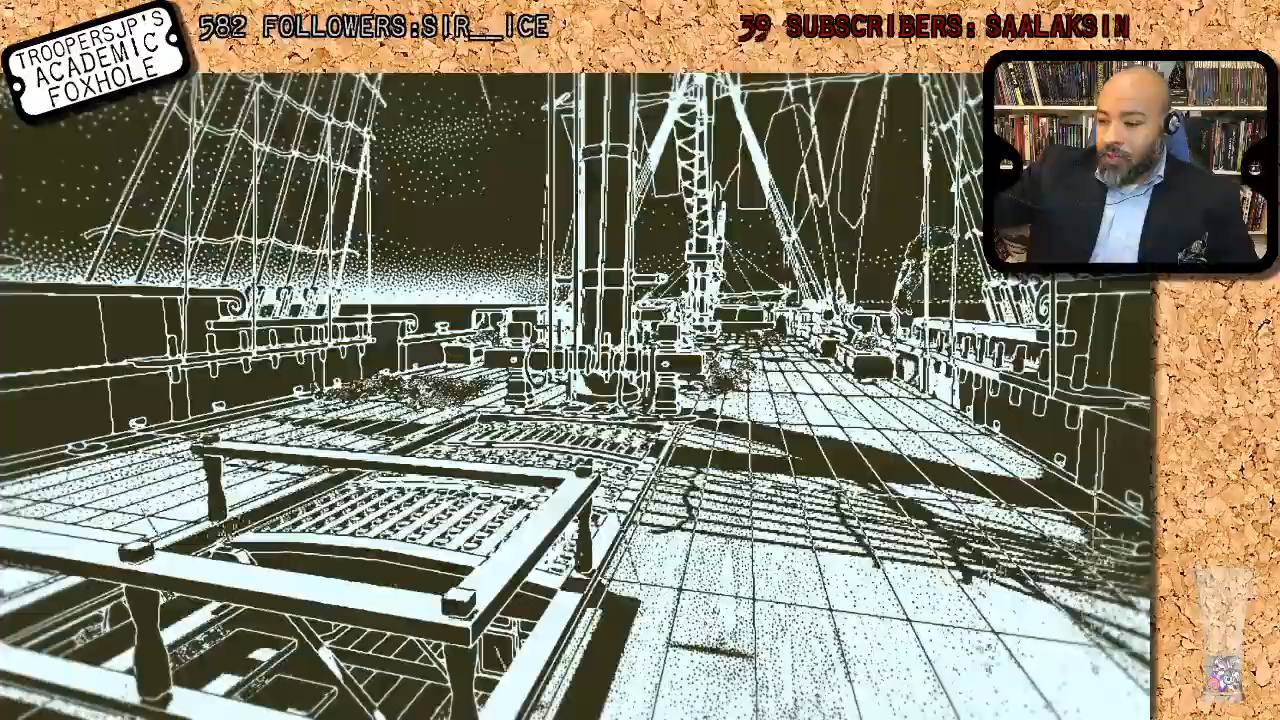 TROOPERSJP'S
ACADEMIC
FOXHOLE
582 FOLLOWERS:SIR__ICE
39 SUBSCRIBERS: SAALAKSIN